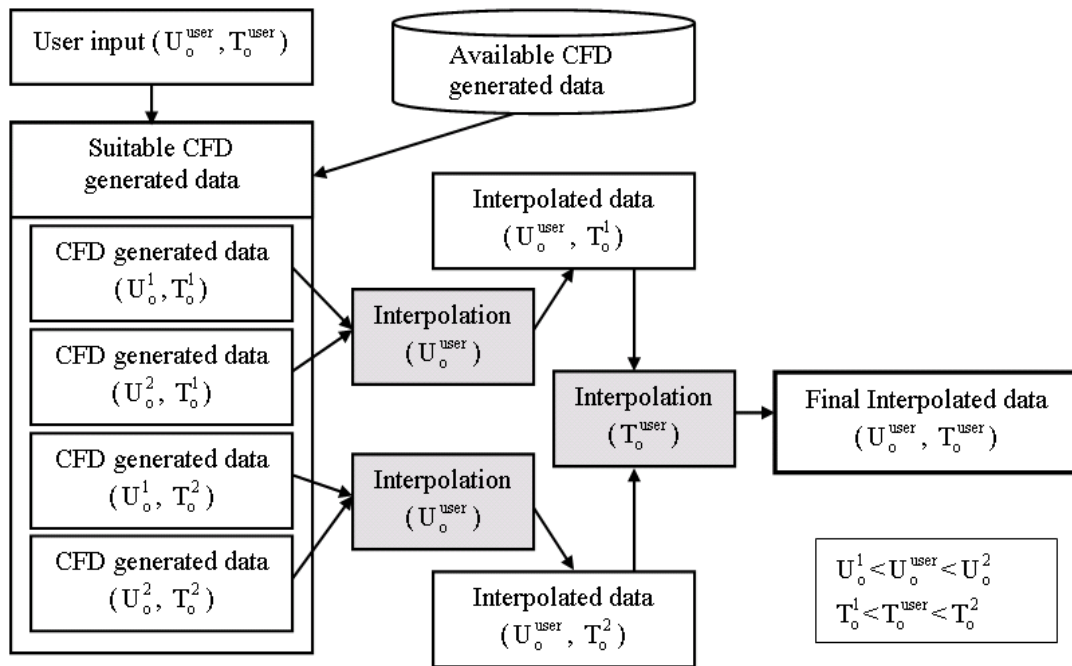 User input (U_o^user, T_o^user)
Available CFD
generated data
Suitable CFD
generated data
CFD generated data
(U_o^1, T_o^1)
CFD generated data
(U_o^2, T_o^1)
CFD generated data
(U_o^1, T_o^2)
CFD generated data
(U_o^2, T_o^2)
Interpolation
(U_o^user)
Interpolation
(U_o^user)
Interpolated data
(U_o^user, T_o^1)
Interpolated data
(U_o^user, T_o^2)
Interpolation
(T_o^user)
Final Interpolated data
(U_o^user, T_o^user)
U_o^1 < U_o^user < U_o^2
T_o^1 < T_o^user < T_o^2